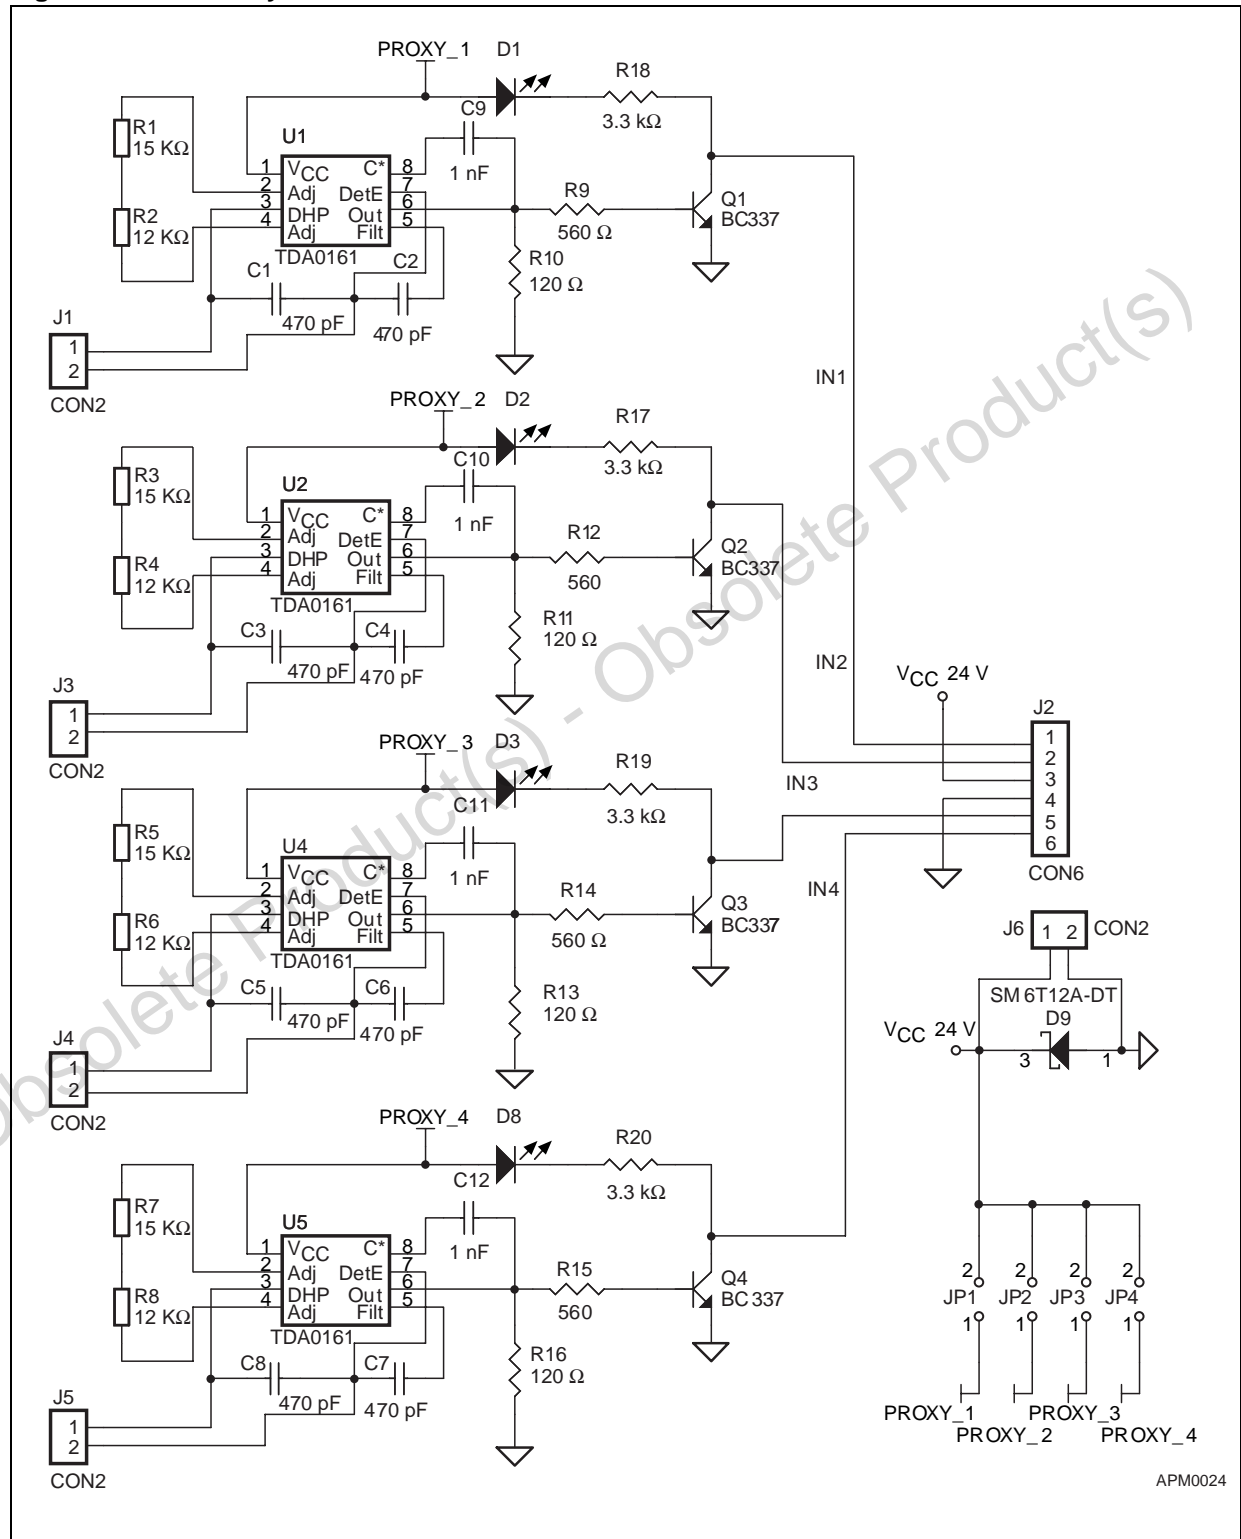 PROXY_1 D1
R18
C9
3.3 kΩ
R1
15 KΩ
U1
1 VCC C* 8
2 Adj DetE 7
3 DHP Out 6
4 Adj Filt 5
TDA0161
1 nF
R9
560 Ω
Q1
BC337
R2
12 KΩ
R10
120 Ω
C1
470 pF
C2
470 pF
J1
1
2
CON2
IN1
PROXY_2 D2
R17
C10
3.3 kΩ
R3
15 KΩ
U2
1 VCC C* 8
2 Adj DetE 7
3 DHP Out 6
4 Adj Filt 5
TDA0161
1 nF
R12
560
Q2
BC337
R4
12 KΩ
R11
120 Ω
C3
470 pF
C4
470 pF
J3
1
2
CON2
IN2
VCC 24 V
J2
1
2
3
4
5
6
CON6
PROXY_3 D3
R19
C11
3.3 kΩ
IN3
R5
15 KΩ
U4
1 VCC C* 8
2 Adj DetE 7
3 DHP Out 6
4 Adj Filt 5
TDA0161
1 nF
R14
560 Ω
Q3
BC337
IN4
R6
12 KΩ
R13
120 Ω
C5
470 pF
C6
470 pF
J4
1
2
CON2
J6 1 2 CON2
SM6T12A-DT
D9
VCC 24 V
3 1
PROXY_4 D8
R20
C12
3.3 kΩ
R7
15 KΩ
U5
1 VCC C* 8
2 Adj DetE 7
3 DHP Out 6
4 Adj Filt 5
TDA0161
1 nF
R15
560
Q4
BC337
R8
12 KΩ
R16
120 Ω
C8
470 pF
C7
470 pF
J5
1
2
CON2
2 2 2 2
JP1 JP2 JP3 JP4
1 1 1 1
PROXY_1 PROXY_3
PROXY_2 PROXY_4
APM0024
Obsolete Product(s) - Obsolete Product(s)